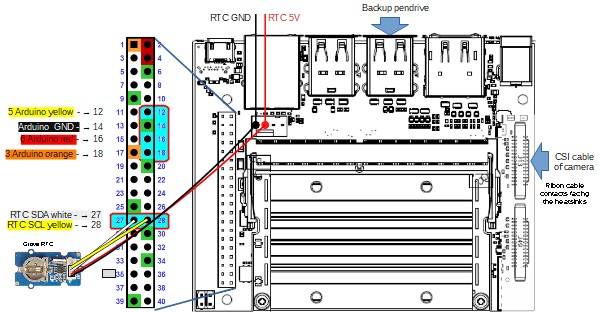 Backup pendrive
RTC GND
RTC 5V
1 2
3 4
5 6
7 8
9 10
5 Arduino yellow - → 12
11 12
Arduino GND - → 14
13 14
6 Arduino red - → 16
15 16
3 Arduino orange - → 18
17 18
19 20
21 22
23 24
25 26
RTC SDA white - → 27
27 28
RTC SCL yellow - → 28
29 30
31 32
33 34
35 36
37 38
39 40
Grove RTC
CSI cable
of camera
Ribon cable
contacts facing
the heatsinks